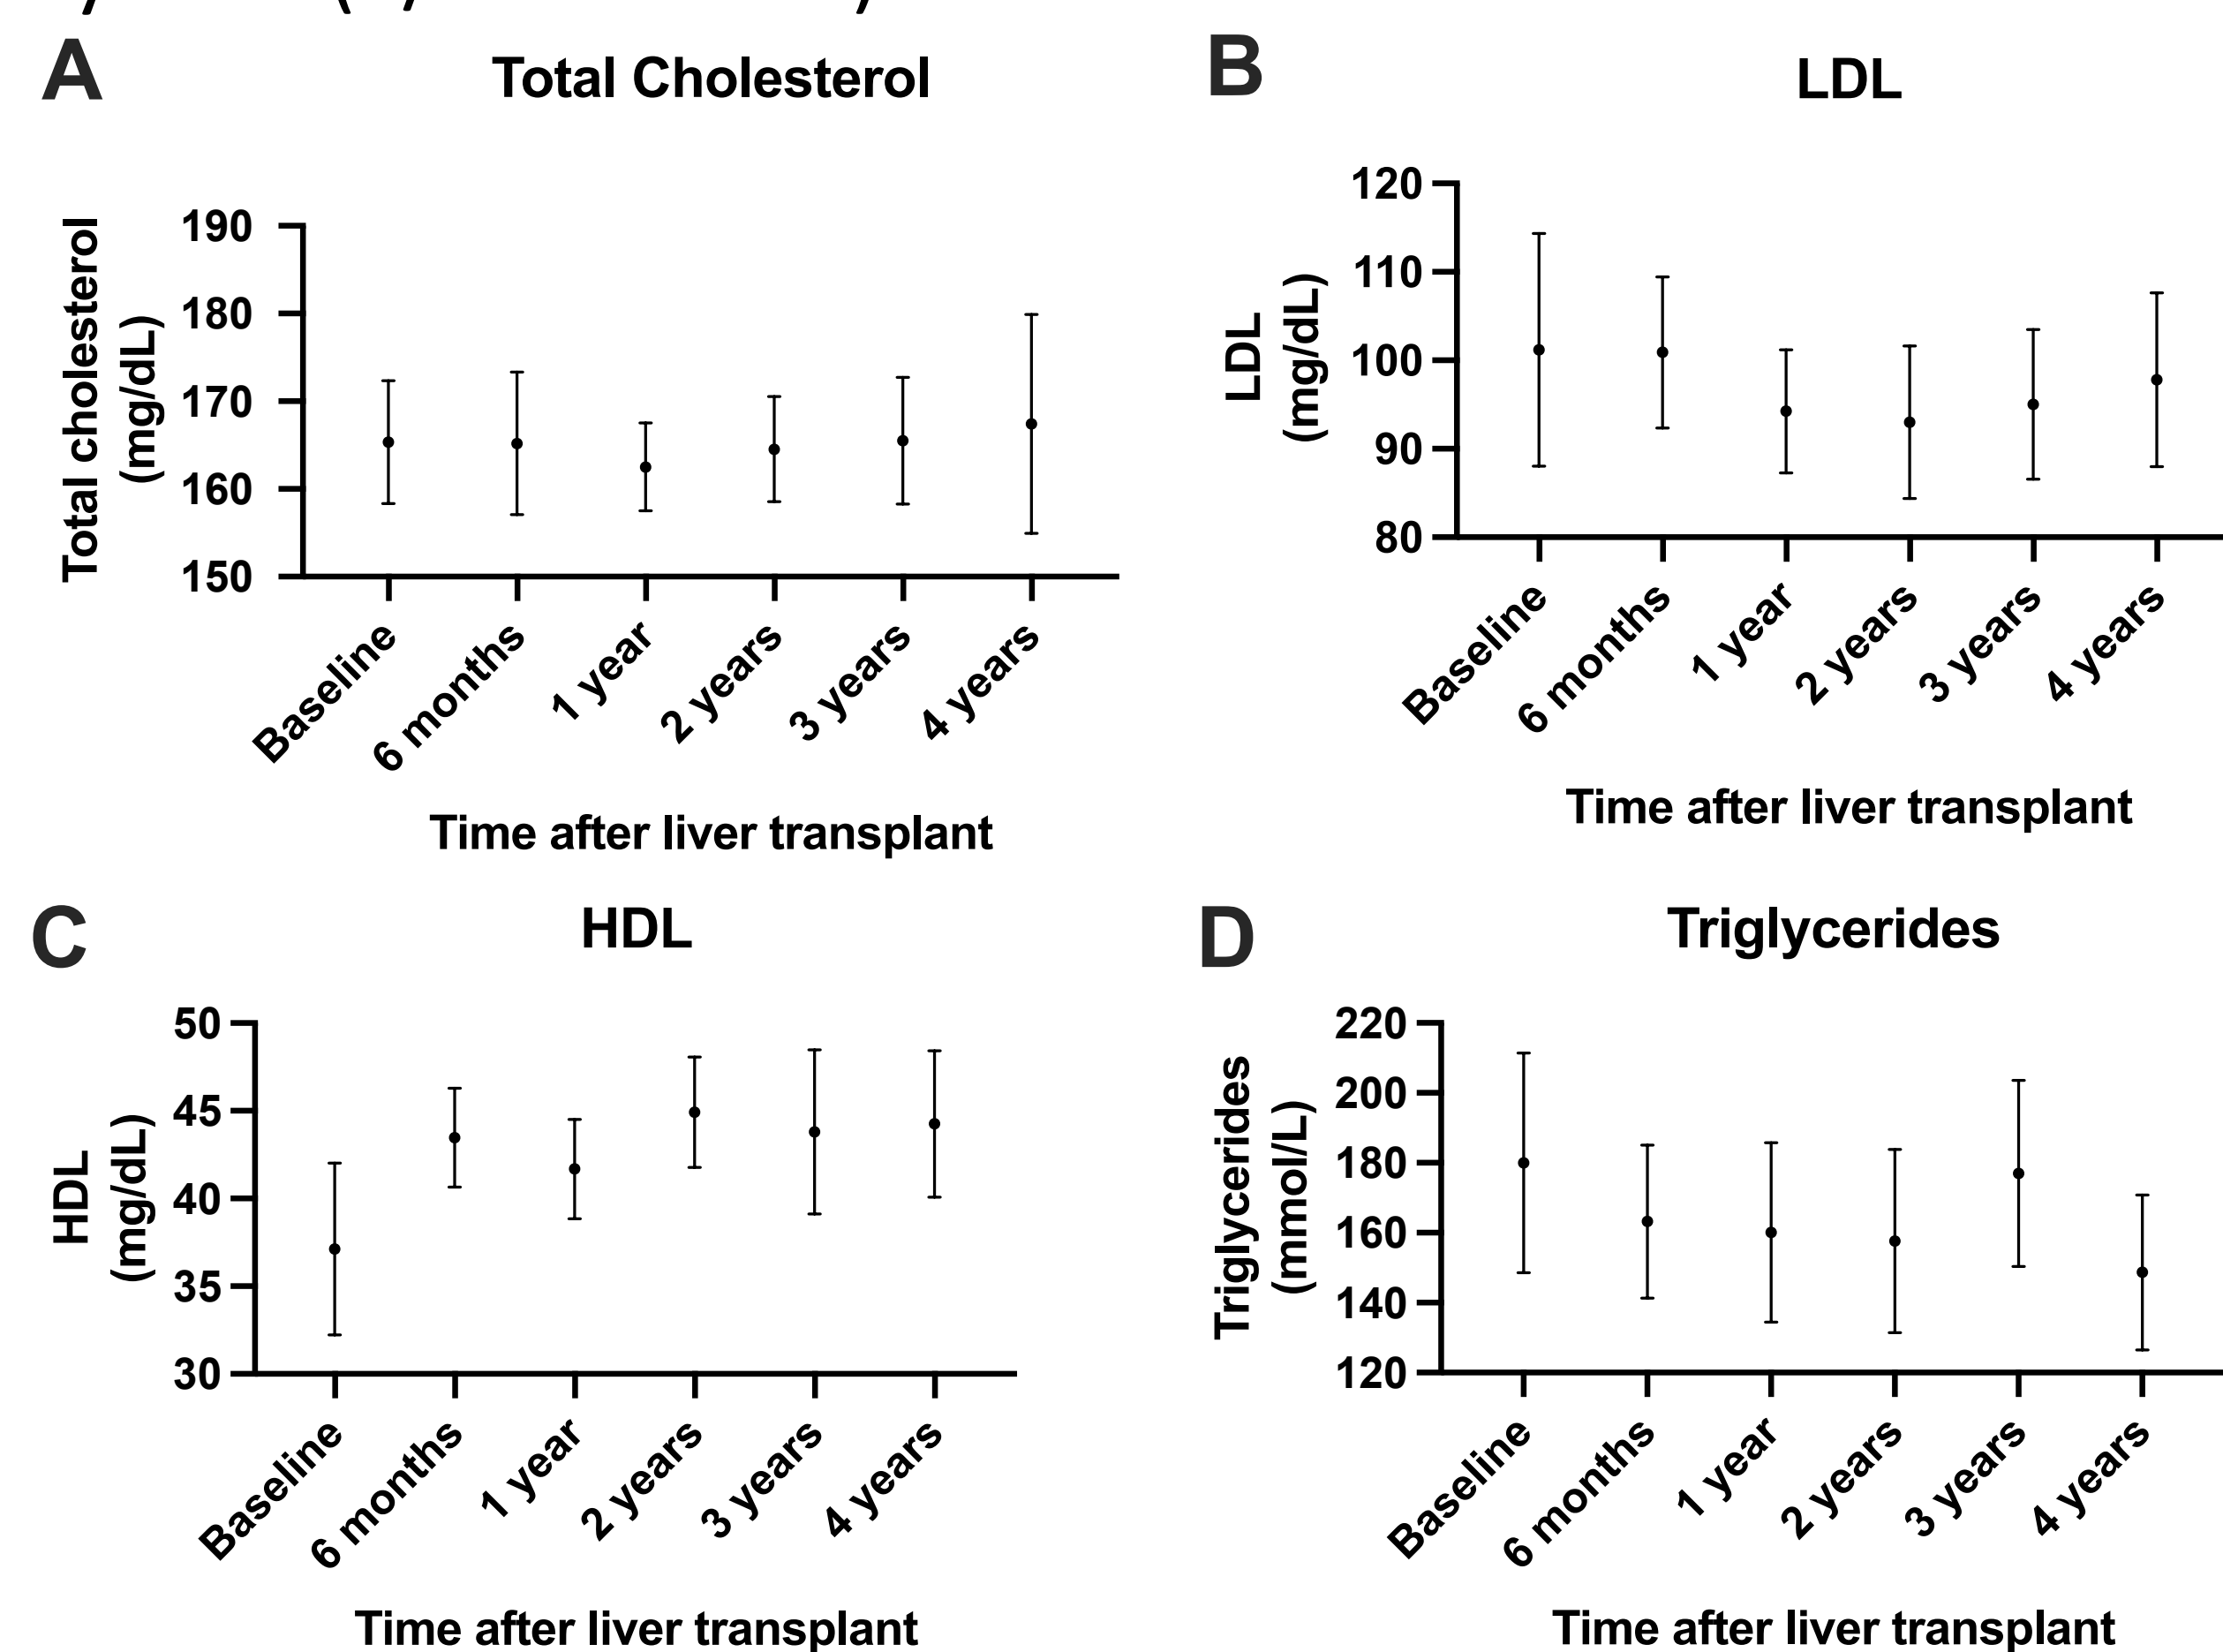 A
Total Cholesterol
Total cholesterol
(mg/dL)
190
180
170
160
150
Baseline
6 months
1 year
2 years
3 years
4 years
Time after liver transplant
B
LDL
LDL
(mg/dL)
120
110
100
90
80
Baseline
6 months
1 year
2 years
3 years
4 years
Time after liver transplant
C
HDL
HDL
(mg/dL)
50
45
40
35
30
Baseline
6 months
1 year
2 years
3 years
4 years
Time after liver transplant
D
Triglycerides
Triglycerides
(mmol/L)
220
200
180
160
140
120
Baseline
6 months
1 year
2 years
3 years
4 years
Time after liver transplant